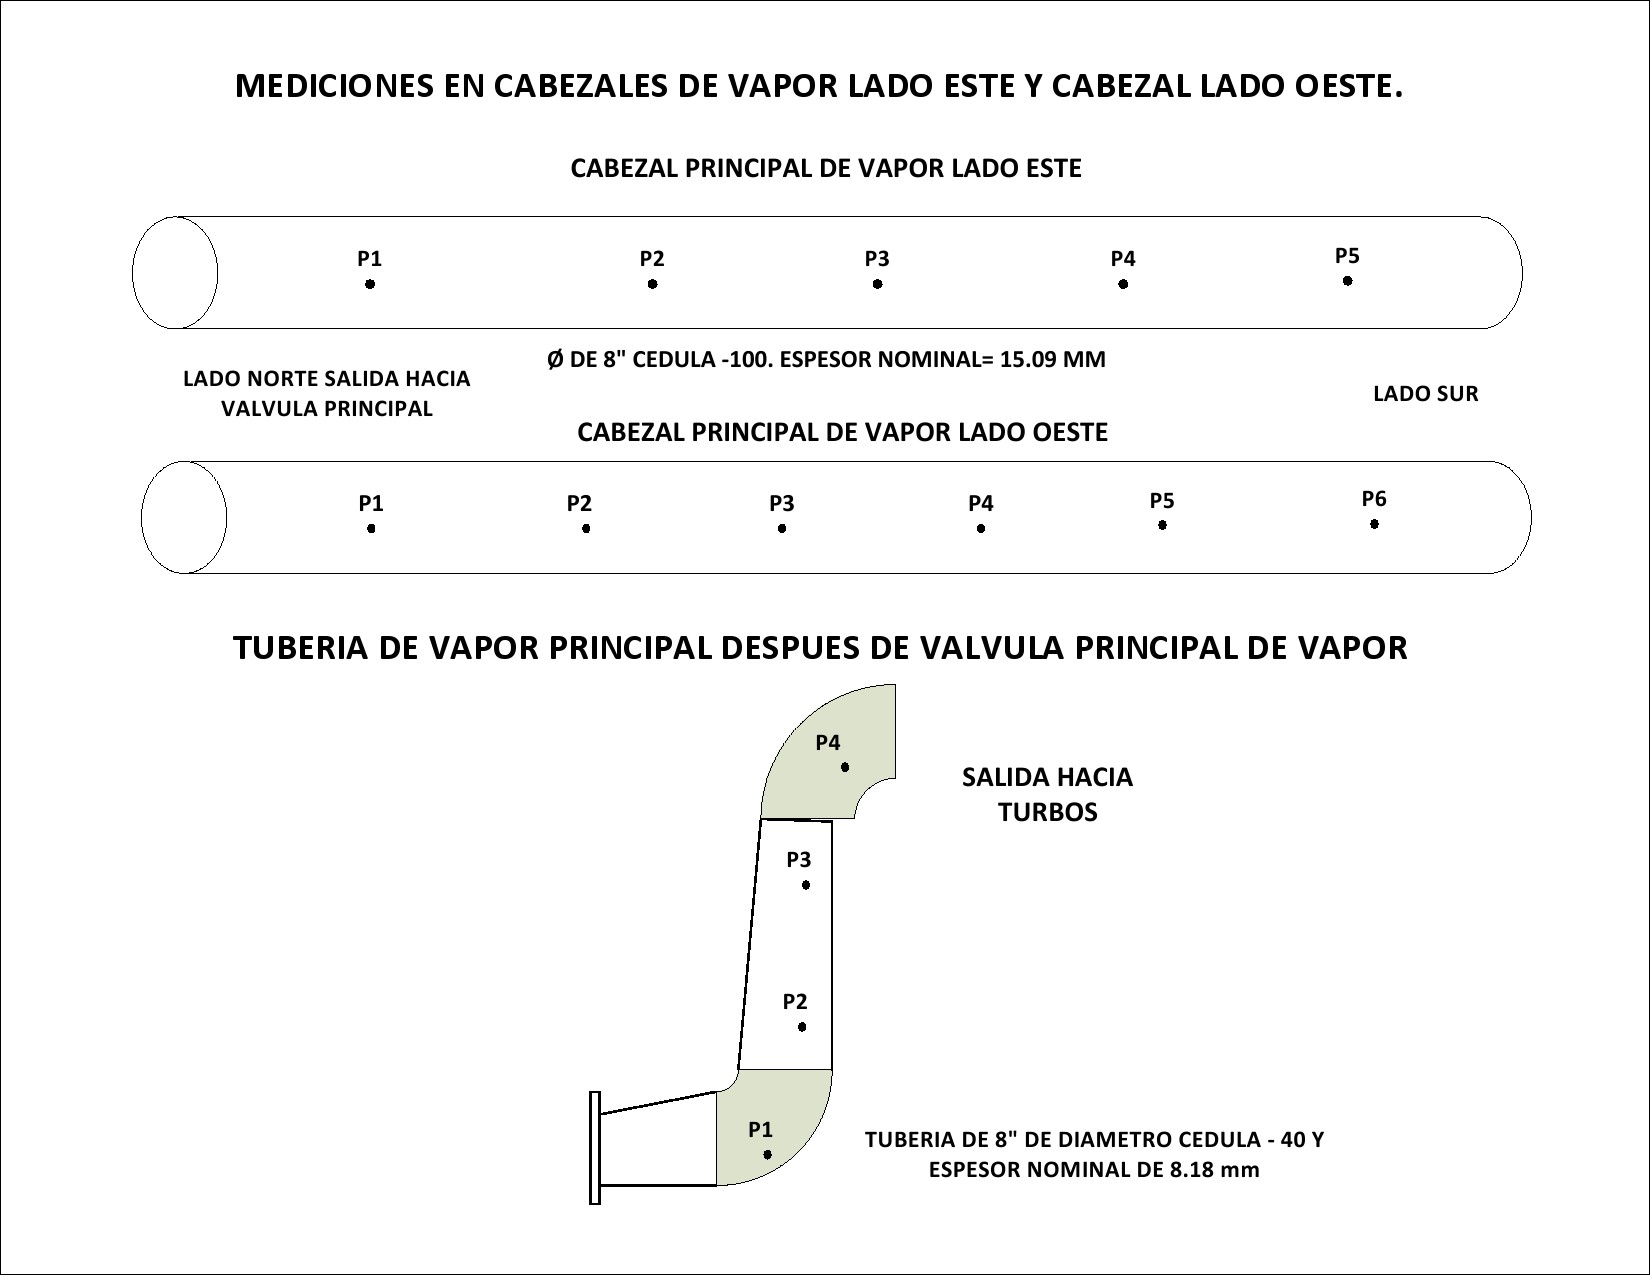 MEDICIONES EN CABEZALES DE VAPOR LADO ESTE Y CABEZAL LADO OESTE.
CABEZAL PRINCIPAL DE VAPOR LADO ESTE
P1
P2
P3
P4
P5
Ø DE 8" CEDULA -100. ESPESOR NOMINAL= 15.09 MM
LADO NORTE SALIDA HACIA
VALVULA PRINCIPAL
LADO SUR
CABEZAL PRINCIPAL DE VAPOR LADO OESTE
P1
P2
P3
P4
P5
P6
TUBERIA DE VAPOR PRINCIPAL DESPUES DE VALVULA PRINCIPAL DE VAPOR
P4
SALIDA HACIA
TURBOS
P3
P2
P1
TUBERIA DE 8" DE DIAMETRO CEDULA - 40 Y
ESPESOR NOMINAL DE 8.18 mm